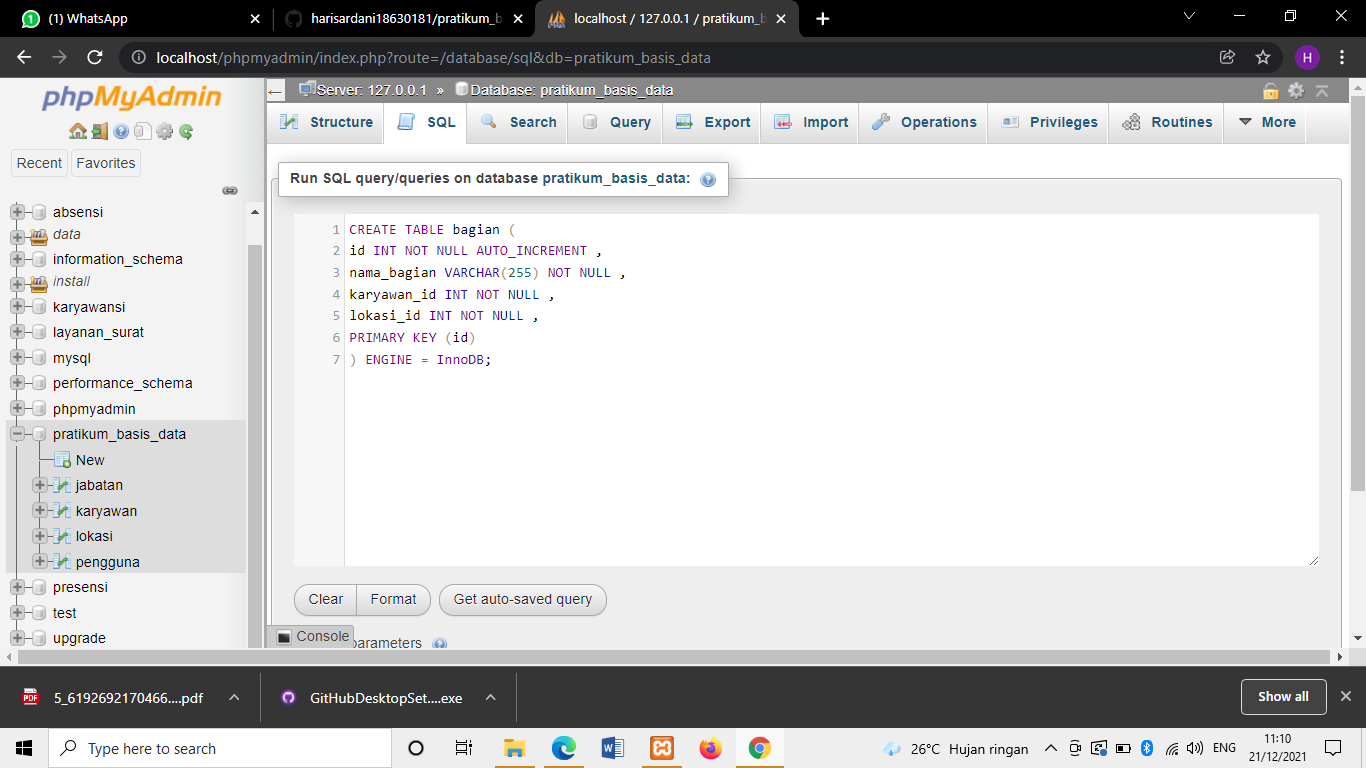 (1) WhatsApp
harisardani18630181/pratikum_b
localhost / 127.0.0.1 / pratikum_b
localhost/phpmyadmin/index.php?route=/database/sql&db=pratikum_basis_data
H
phpMyAdmin
Server: 127.0.0.1 » Database: pratikum_basis_data
Structure SQL Search Query Export Import Operations Privileges Routines More
Recent Favorites
absensi
data
information_schema
install
karyawansi
layanan_surat
mysql
performance_schema
phpmyadmin
pratikum_basis_data
New
jabatan
karyawan
lokasi
pengguna
presensi
test
upgrade
Run SQL query/queries on database pratikum_basis_data:
1 CREATE TABLE bagian (
2 id INT NOT NULL AUTO_INCREMENT ,
3 nama_bagian VARCHAR(255) NOT NULL ,
4 karyawan_id INT NOT NULL ,
5 lokasi_id INT NOT NULL ,
6 PRIMARY KEY (id)
7 ) ENGINE = InnoDB;
Clear Format Get auto-saved query
Console
parameters
PDF 5_6192692170466....pdf
GitHubDesktopSet....exe
Show all
Type here to search
26°C Hujan ringan
ENG
11:10
21/12/2021